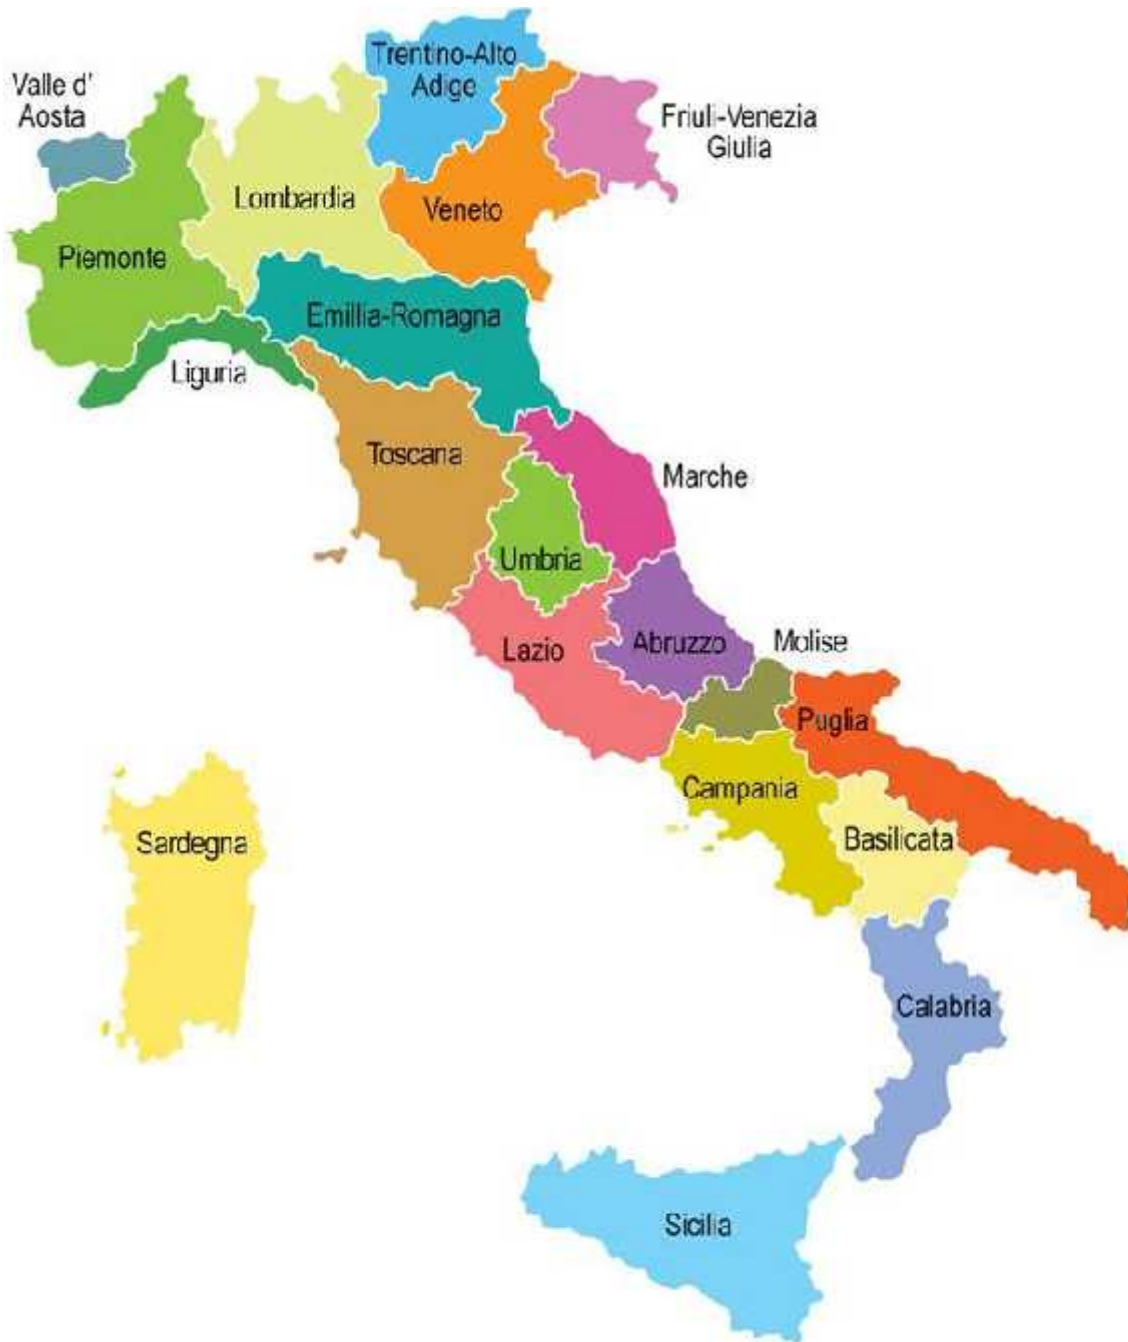 Trentino-Alto
Adige
Valle d'
Aosta
Friuli-Venezia
Giulia
Lombardia
Veneto
Piemonte
Emillia-Romagna
Liguria
Toscana
Marche
Umbria
Lazio
Abruzzo
Molise
Puglia
Campania
Sardegna
Basilicata
Calabria
Sicilia